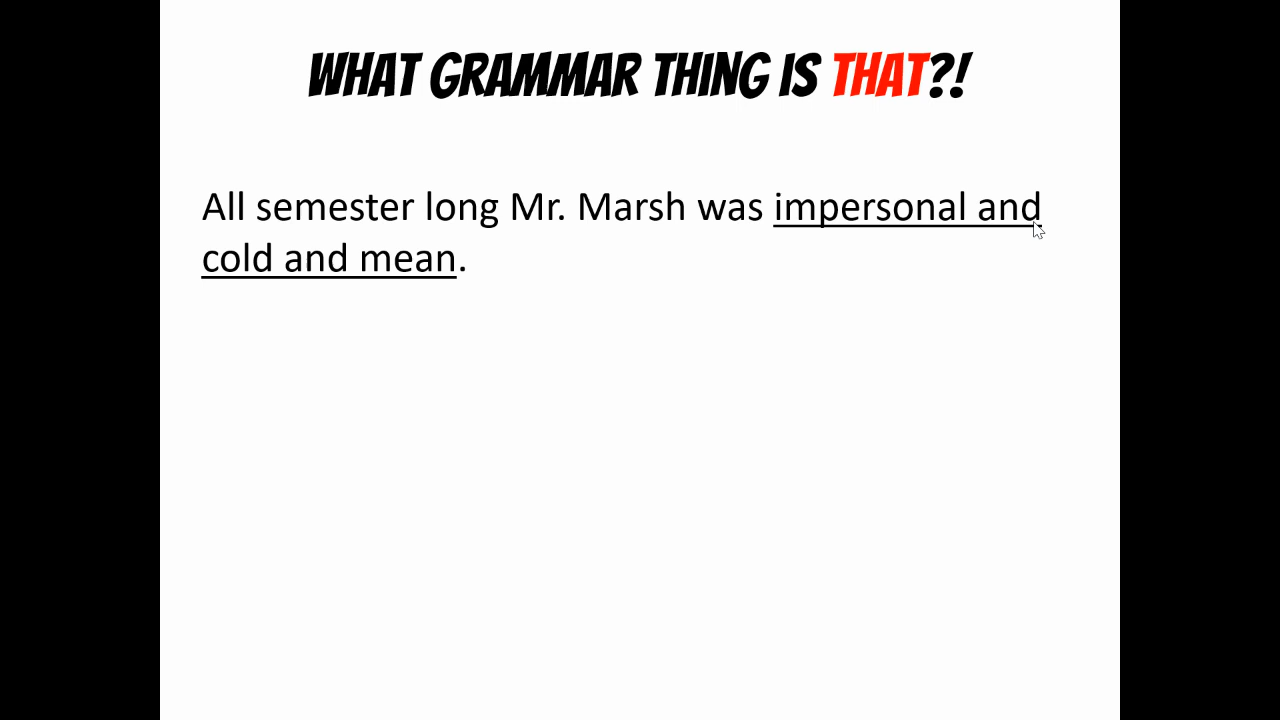 WHAT GRAMMAR THING IS THAT?!
All semester long Mr. Marsh was impersonal and
cold and mean.